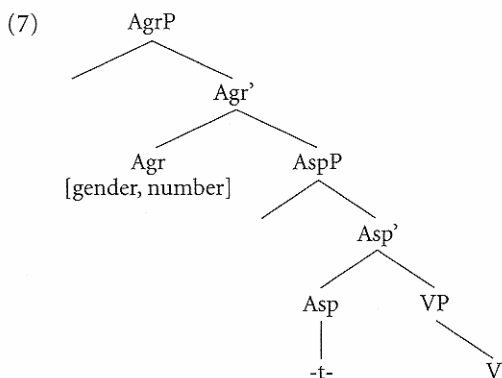 (7) AgrP
Agr’
Agr AspP
[gender, number]
Asp’
Asp VP
-t- V